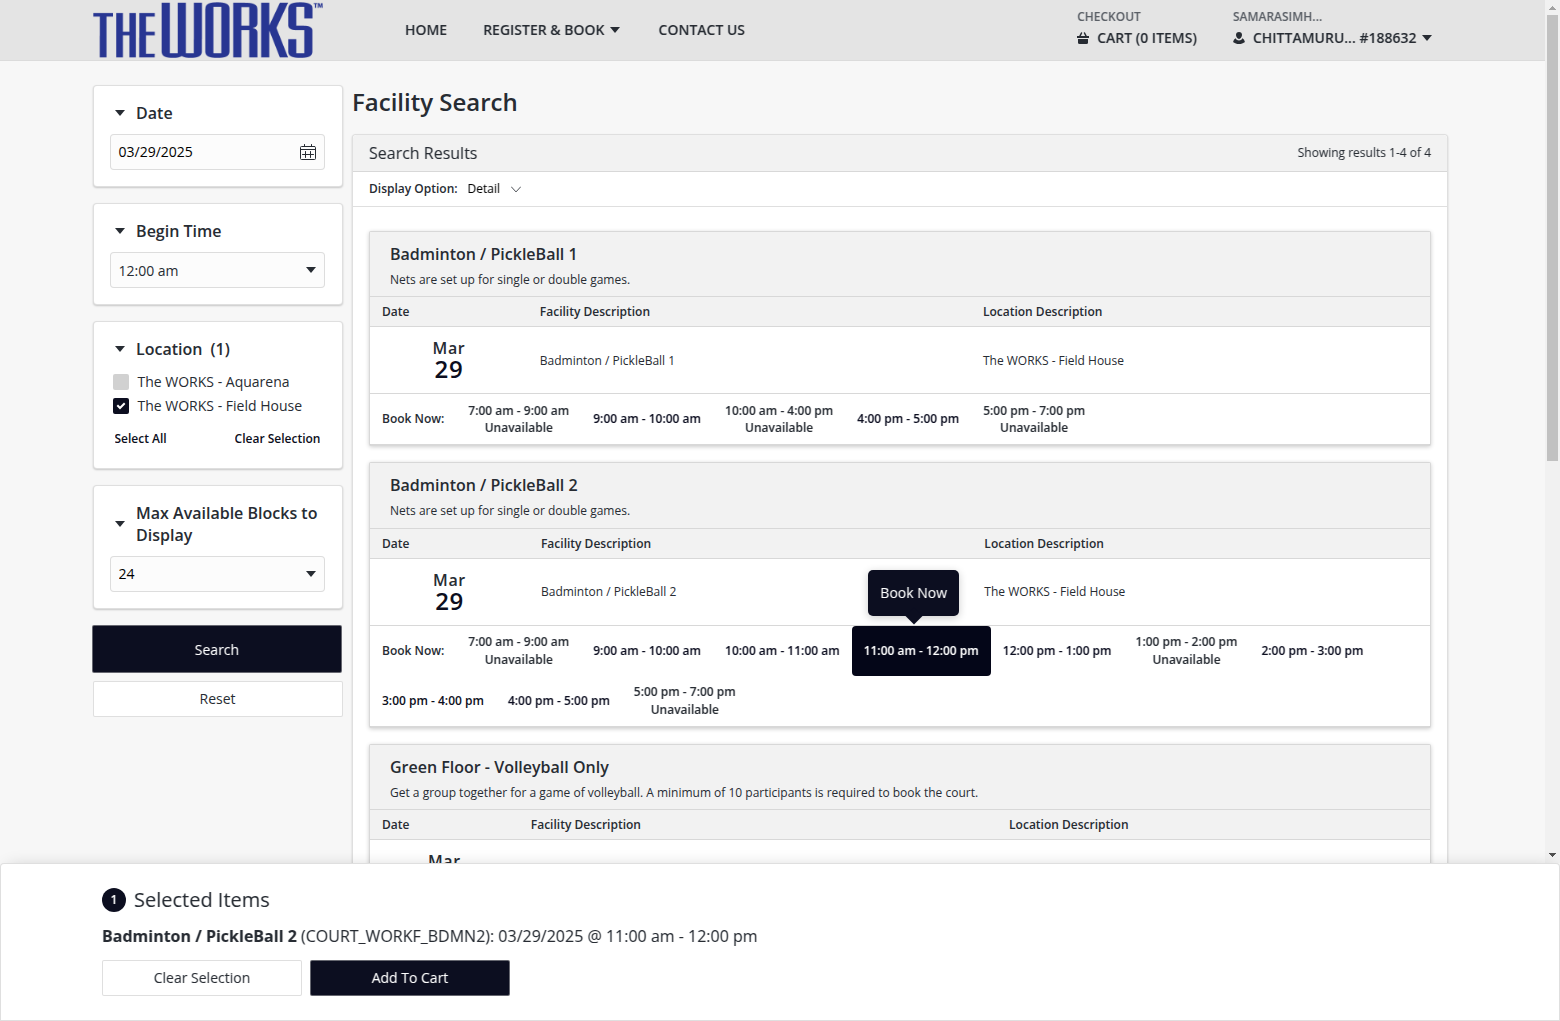 THE WORKS™
HOME
REGISTER & BOOK
CONTACT US
CHECKOUT
CART (0 ITEMS)
SAMARASIMH...
CHITTAMURU... #188632
Date
03/29/2025
Begin Time
12:00 am
Location (1)
The WORKS - Aquarena
The WORKS - Field House
Select All
Clear Selection
Max Available Blocks to
Display
24
Search
Reset
Facility Search
Search Results
Showing results 1-4 of 4
Display Option: Detail
Badminton / PickleBall 1
Nets are set up for single or double games.
Date
Facility Description
Location Description
Mar
29
Badminton / PickleBall 1
The WORKS - Field House
Book Now:
7:00 am - 9:00 am
Unavailable
9:00 am - 10:00 am
10:00 am - 4:00 pm
Unavailable
4:00 pm - 5:00 pm
5:00 pm - 7:00 pm
Unavailable
Badminton / PickleBall 2
Nets are set up for single or double games.
Date
Facility Description
Location Description
Mar
29
Badminton / PickleBall 2
Book Now
The WORKS - Field House
Book Now:
7:00 am - 9:00 am
Unavailable
9:00 am - 10:00 am
10:00 am - 11:00 am
11:00 am - 12:00 pm
12:00 pm - 1:00 pm
1:00 pm - 2:00 pm
Unavailable
2:00 pm - 3:00 pm
3:00 pm - 4:00 pm
4:00 pm - 5:00 pm
5:00 pm - 7:00 pm
Unavailable
Green Floor - Volleyball Only
Get a group together for a game of volleyball. A minimum of 10 participants is required to book the court.
Date
Facility Description
Location Description
Mar
1 Selected Items
Badminton / PickleBall 2 (COURT_WORKF_BDMN2): 03/29/2025 @ 11:00 am - 12:00 pm
Clear Selection
Add To Cart